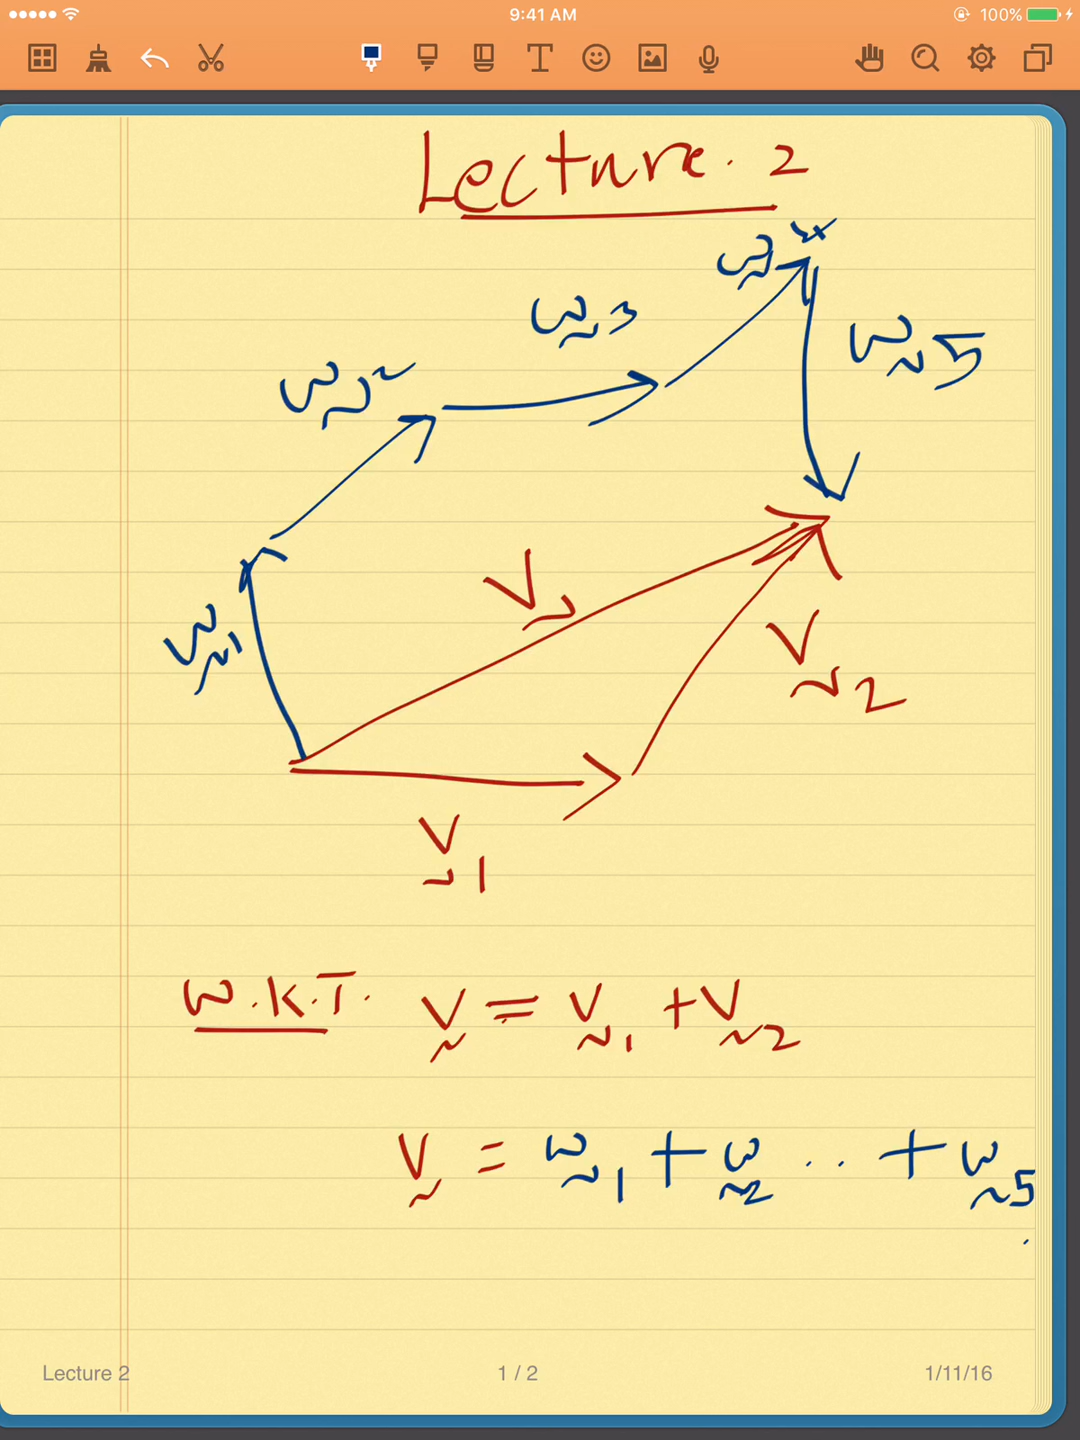 9:41 AM
100%
Lecture. 2
w4
w3
w5
w2
V
w1
V2
V1
W.K.T. V = V1 + V2
V = w1 + w2 .. + w5.
Lecture 2 1 / 2 1/11/16